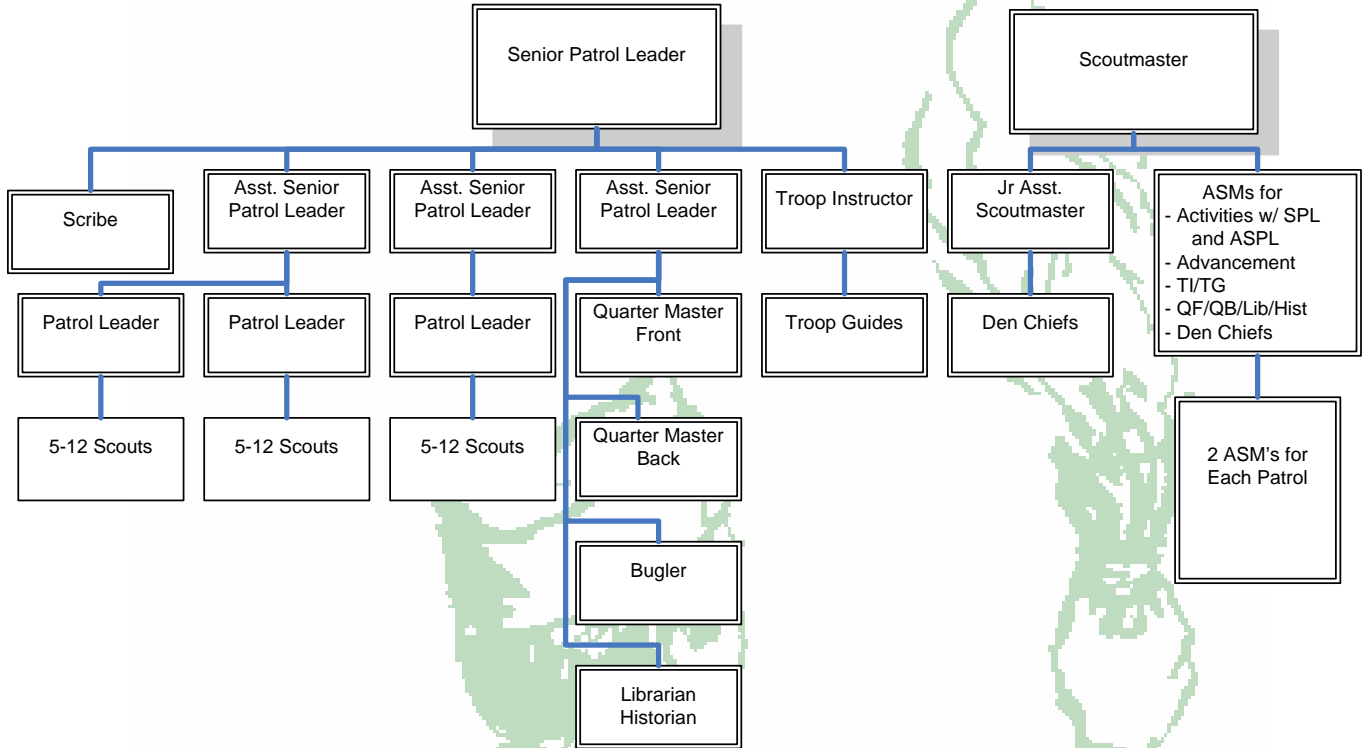 Senior Patrol Leader
Scoutmaster
Scribe
Asst. Senior
Patrol Leader
Asst. Senior
Patrol Leader
Asst. Senior
Patrol Leader
Troop Instructor
Jr Asst.
Scoutmaster
ASMs for
- Activities w/ SPL
and ASPL
- Advancement
- TI/TG
- QF/QB/Lib/Hist
- Den Chiefs
Patrol Leader
Patrol Leader
Patrol Leader
Quarter Master
Front
Troop Guides
Den Chiefs
5-12 Scouts
5-12 Scouts
5-12 Scouts
Quarter Master
Back
2 ASM’s for
Each Patrol
Bugler
Librarian
Historian